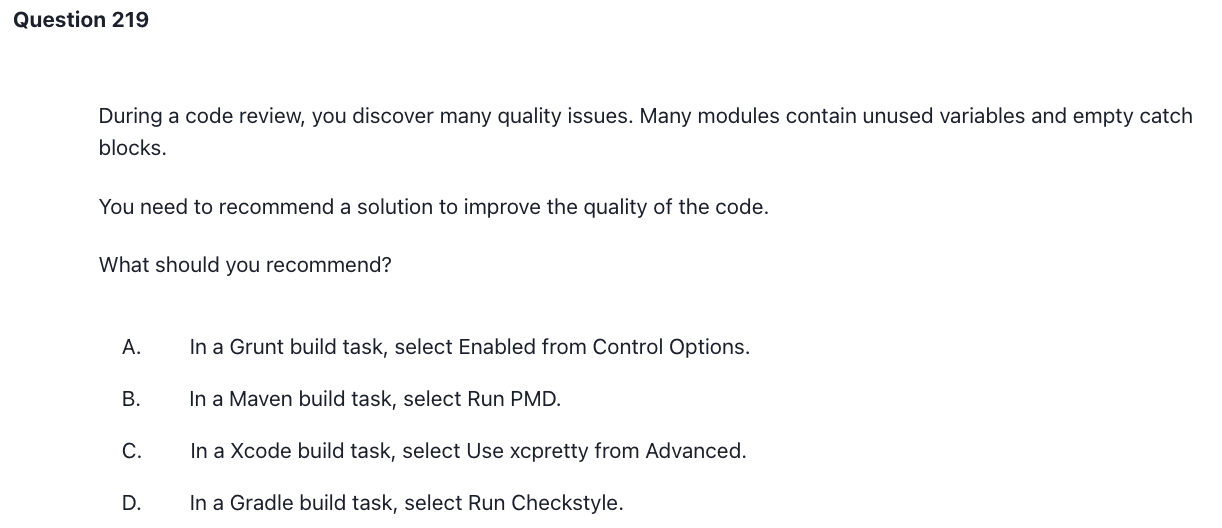 Question 219
During a code review, you discover many quality issues. Many modules contain unused variables and empty catch
blocks.
You need to recommend a solution to improve the quality of the code.
What should you recommend?
A. In a Grunt build task, select Enabled from Control Options.
B. In a Maven build task, select Run PMD.
C. In a Xcode build task, select Use xcpretty from Advanced.
D. In a Gradle build task, select Run Checkstyle.